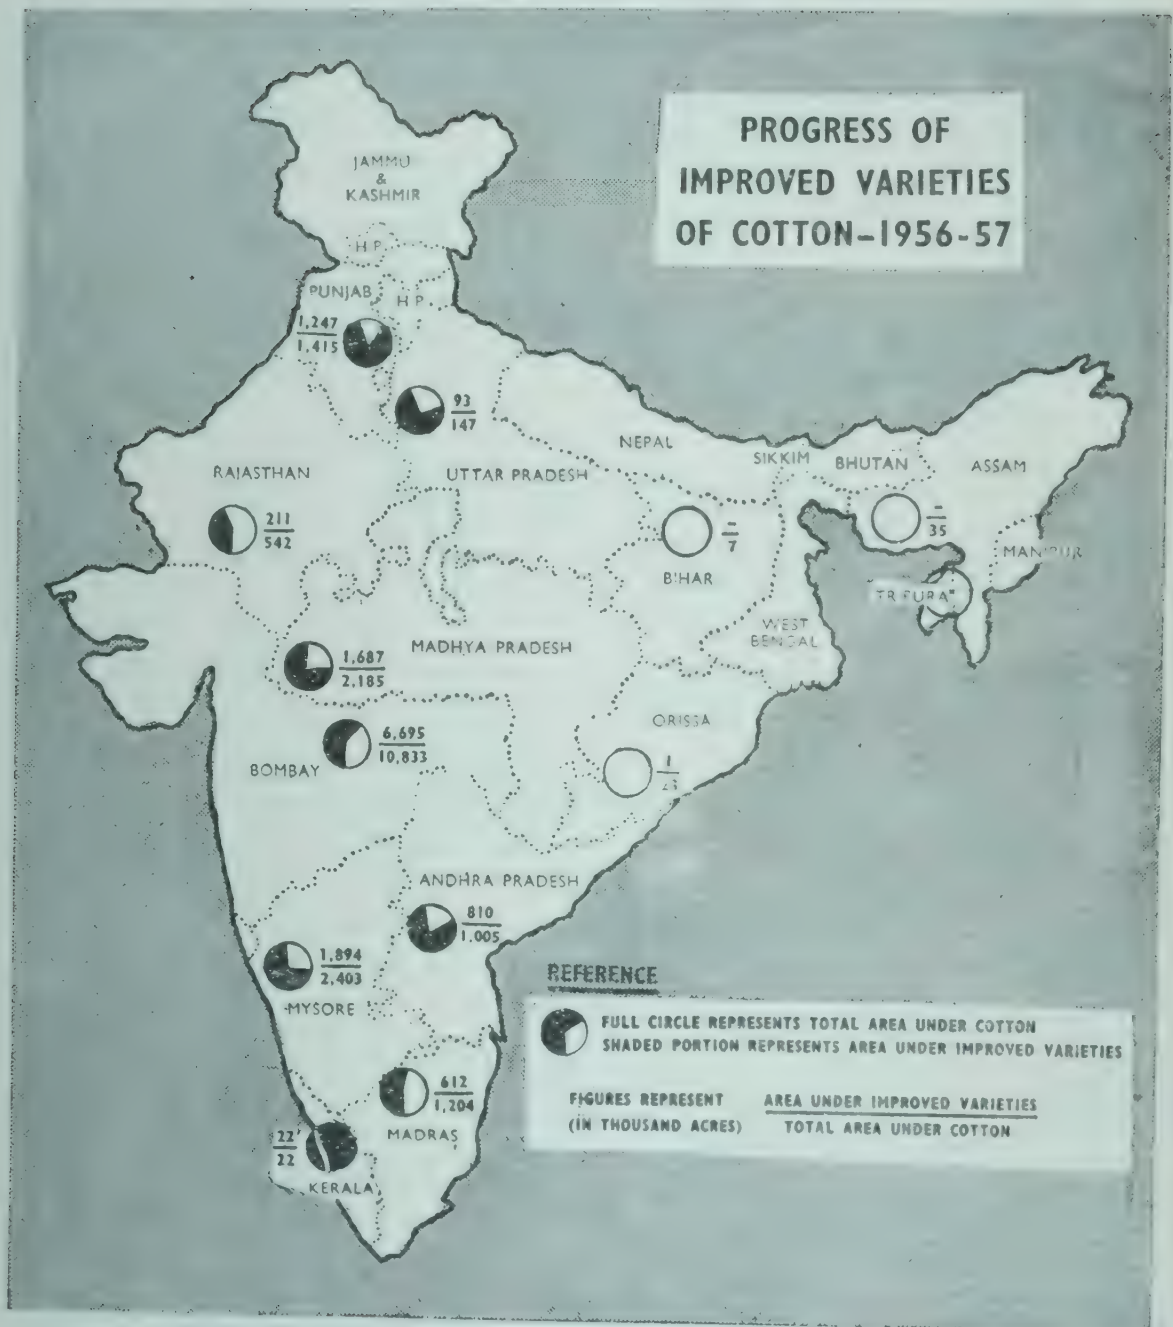 PROGRESS OF
IMPROVED VARIETIES
OF COTTON–1956-57
JAMMU
&
KASHMIR
H P
PUNJAB
H P
1,247
1,415
93
147
NEPAL
SIKKIM
BHUTAN
ASSAM
RAJASTHAN
UTTAR PRADESH
211
542
–
7
–
35
MANIPUR
BIHAR
TRIPURA
WEST
BENGAL
MADHYA PRADESH
1,687
2,185
ORISSA
6,695
10,833
BOMBAY
1
23
ANDHRA PRADESH
810
1,005
1,894
2,403
MYSORE
612
1,204
MADRAS
22
22
KERALA
REFERENCE
FULL CIRCLE REPRESENTS TOTAL AREA UNDER COTTON
SHADED PORTION REPRESENTS AREA UNDER IMPROVED VARIETIES
FIGURES REPRESENT
(IN THOUSAND ACRES)
AREA UNDER IMPROVED VARIETIES
TOTAL AREA UNDER COTTON